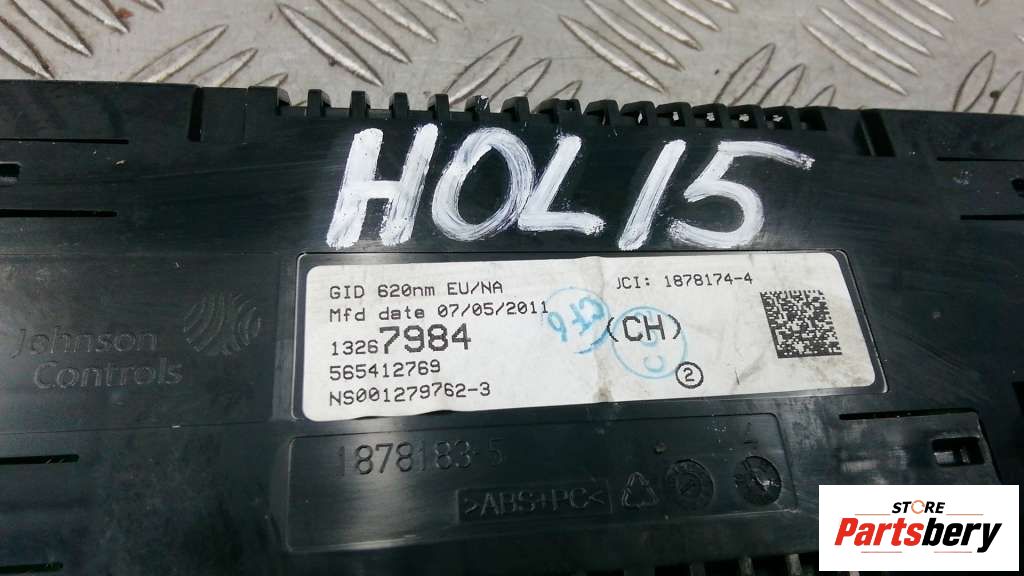 HOL15
GID 620nm EU/NA
JCI: 1878174-4
Mfd date 07/05/2011
13267984
(CH)
565412769
2
NS001279762-3
Johnson
Controls
1878183-5
>ABS+PC<
STORE
Partsbery